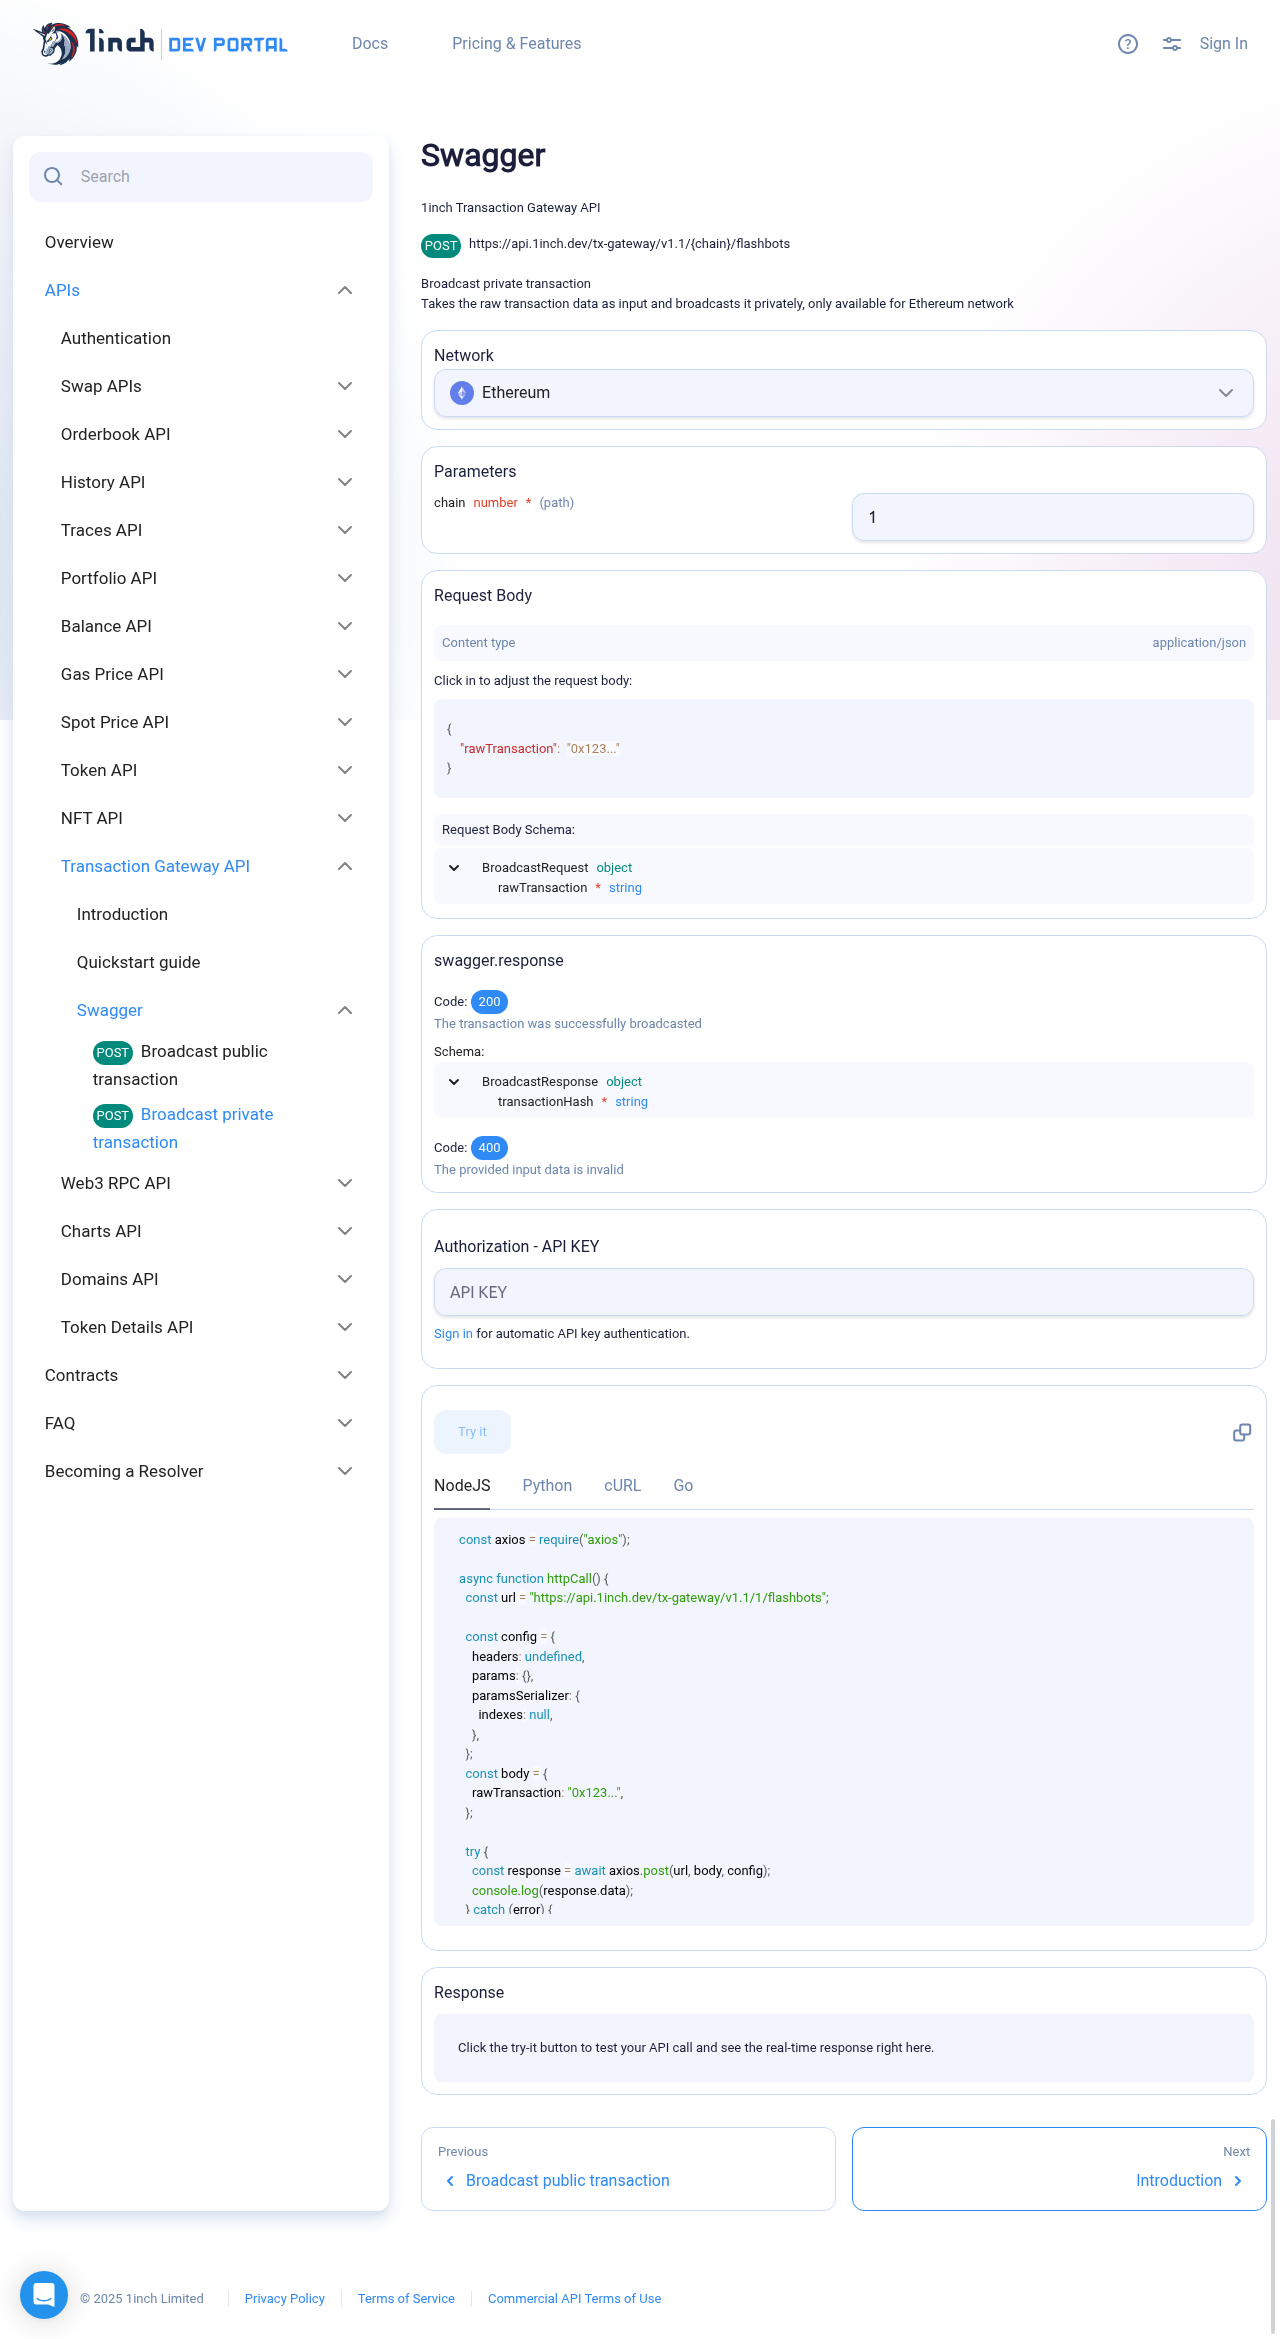 1inch DEV PORTAL
Docs
Pricing & Features
Sign In
Search
Overview
APIs
Authentication
Swap APIs
Orderbook API
History API
Traces API
Portfolio API
Balance API
Gas Price API
Spot Price API
Token API
NFT API
Transaction Gateway API
Introduction
Quickstart guide
Swagger
POST Broadcast public
transaction
POST Broadcast private
transaction
Web3 RPC API
Charts API
Domains API
Token Details API
Contracts
FAQ
Becoming a Resolver
Swagger
1inch Transaction Gateway API
POST https://api.1inch.dev/tx-gateway/v1.1/{chain}/flashbots
Broadcast private transaction
Takes the raw transaction data as input and broadcasts it privately, only available for Ethereum network
Network
Ethereum
Parameters
chain number * (path)
1
Request Body
Content type application/json
Click in to adjust the request body:
{
"rawTransaction": "0x123..."
}
Request Body Schema:
BroadcastRequest object
rawTransaction * string
swagger.response
Code: 200
The transaction was successfully broadcasted
Schema:
BroadcastResponse object
transactionHash * string
Code: 400
The provided input data is invalid
Authorization - API KEY
API KEY
Sign in for automatic API key authentication.
Try it
NodeJS Python cURL Go
const axios = require("axios");
async function httpCall() {
const url = "https://api.1inch.dev/tx-gateway/v1.1/1/flashbots";
const config = {
headers: undefined,
params: {},
paramsSerializer: {
indexes: null,
},
};
const body = {
rawTransaction: "0x123...",
};
try {
const response = await axios.post(url, body, config);
console.log(response.data);
} catch (error) {
Response
Click the try-it button to test your API call and see the real-time response right here.
Previous
Broadcast public transaction
Next
Introduction
© 2025 1inch Limited
Privacy Policy
Terms of Service
Commercial API Terms of Use